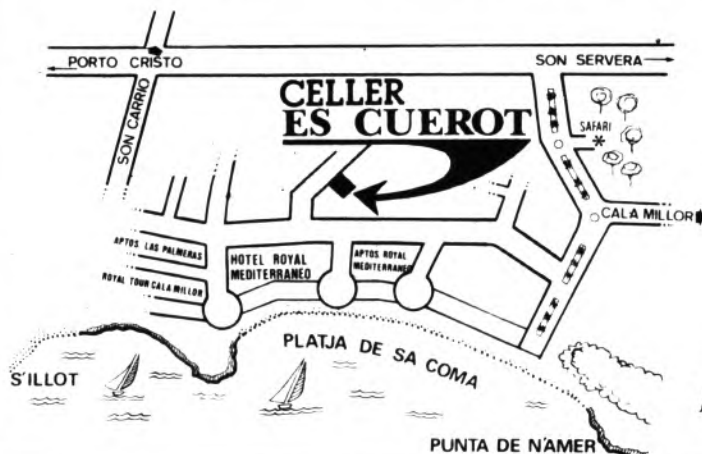 PORTO CRISTO
SON SERVERA
SON CARRIO
CELLER
ES CUEROT
SAFARI
CALA MILLOR
APTOS LAS PALMERAS
ROYAL TOUR CALA MILLOR
HOTEL ROYAL
MEDITERRANEO
APTOS ROYAL
MEDITERRANEO
PLATJA DE SA COMA
S'ILLOT
PUNTA DE N'AMER